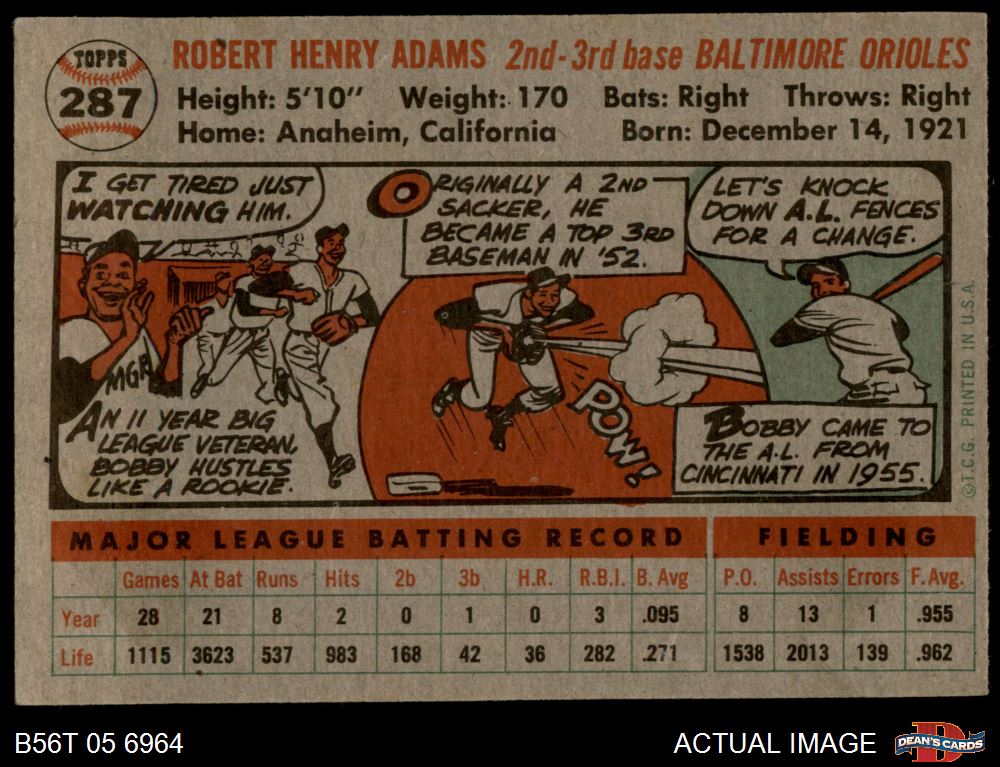 TOPPS
287
ROBERT HENRY ADAMS 2nd-3rd base BALTIMORE ORIOLES
Height: 5'10" Weight: 170 Bats: Right Throws: Right
Home: Anaheim, California Born: December 14, 1921
I GET TIRED JUST
WATCHING HIM.
MGR
AN 11 YEAR BIG
LEAGUE VETERAN,
BOBBY HUSTLES
LIKE A ROOKIE.
ORIGINALLY A 2ND
SACKER, HE
BECAME A TOP 3RD
BASEMAN IN '52.
POW!
LET'S KNOCK
DOWN A.L. FENCES
FOR A CHANGE.
BOBBY CAME TO
THE A.L. FROM
CINCINNATI IN 1955.
©T.C.G. PRINTED IN U.S.A.
MAJOR LEAGUE BATTING RECORD FIELDING
Games At Bat Runs Hits 2b 3b H.R. R.B.I. B. Avg P.O. Assists Errors F. Avg.
Year 28 21 8 2 0 1 0 3 .095 8 13 1 .955
Life 1115 3623 537 983 168 42 36 282 .271 1538 2013 139 .962
B56T 05 6964
ACTUAL IMAGE
D
DEAN'S CARDS